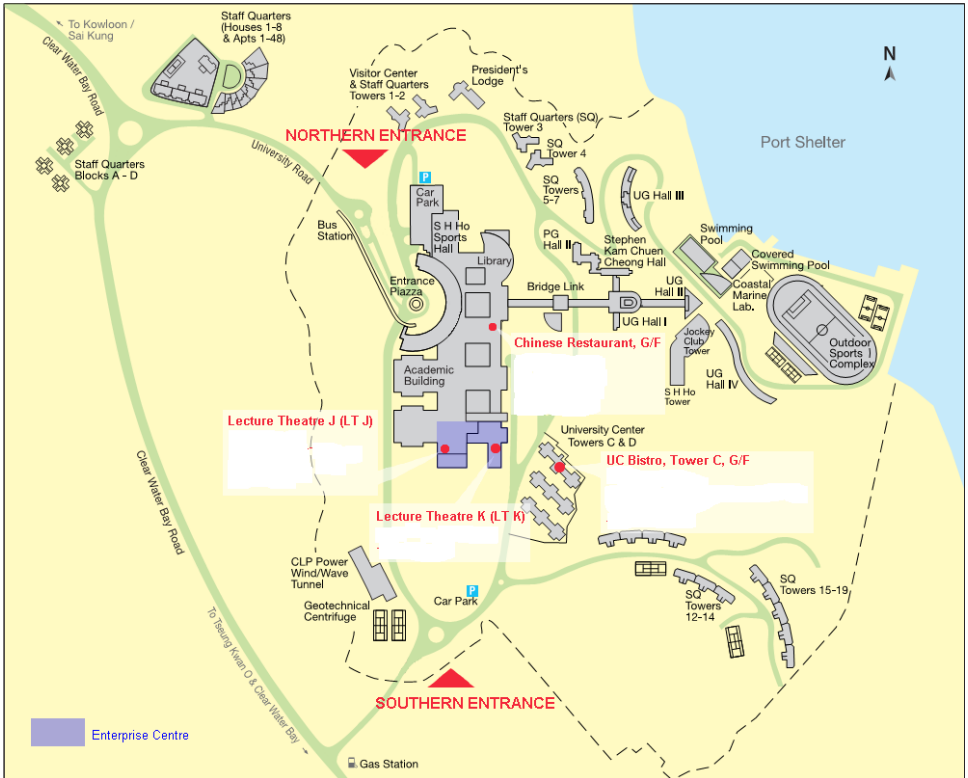 To Kowloon /
Sai Kung
Staff Quarters
(Houses 1-8
& Apts 1-48)
Clear Water Bay Road
Visitor Center
& Staff Quarters
Towers 1-2
President's
Lodge
N
NORTHERN ENTRANCE
Staff Quarters (SQ)
Tower 3
SQ
Tower 4
Port Shelter
Staff Quarters
Blocks A - D
University Road
P
Car
Park
SQ
Towers
5-7
UG Hall III
Bus
Station
S H Ho
Sports
Hall
Library
PG
Hall II
Stephen
Kam Chuen
Cheong Hall
Swimming
Pool
Covered
Swimming Pool
Entrance
Piazza
Bridge Link
UG
Hall II
Coastal
Marine
Lab.
UG Hall I
Chinese Restaurant, G/F
Jockey
Club
Tower
Outdoor
Sports
Complex
Academic
Building
UG
Hall IV
S H Ho
Tower
Lecture Theatre J (LT J)
University Center
Towers C & D
UC Bistro, Tower C, G/F
Clear Water Bay Road
Lecture Theatre K (LT K)
CLP Power
Wind/Wave
Tunnel
Geotechnical
Centrifuge
Car Park
P
SQ
Towers 15-19
SQ
Towers
12-14
To Tseung Kwan O & Clear Water Bay
SOUTHERN ENTRANCE
Enterprise Centre
Gas Station